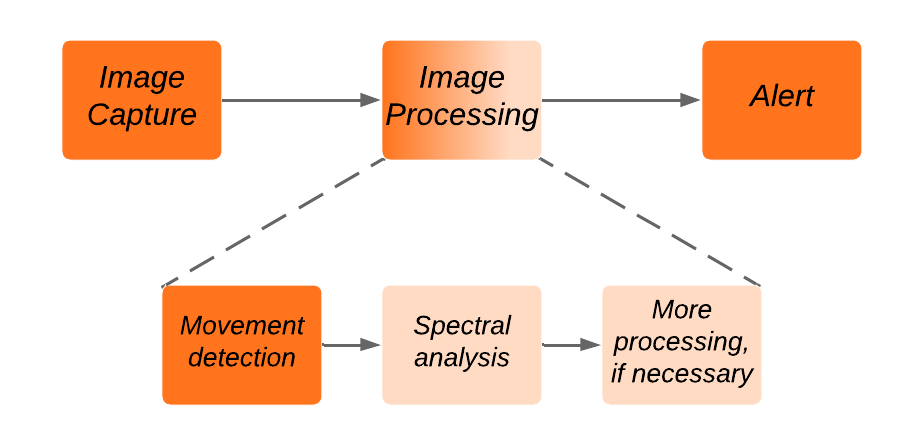 Image
Capture
Image
Processing
Alert
Movement
detection
Spectral
analysis
More
processing,
if necessary